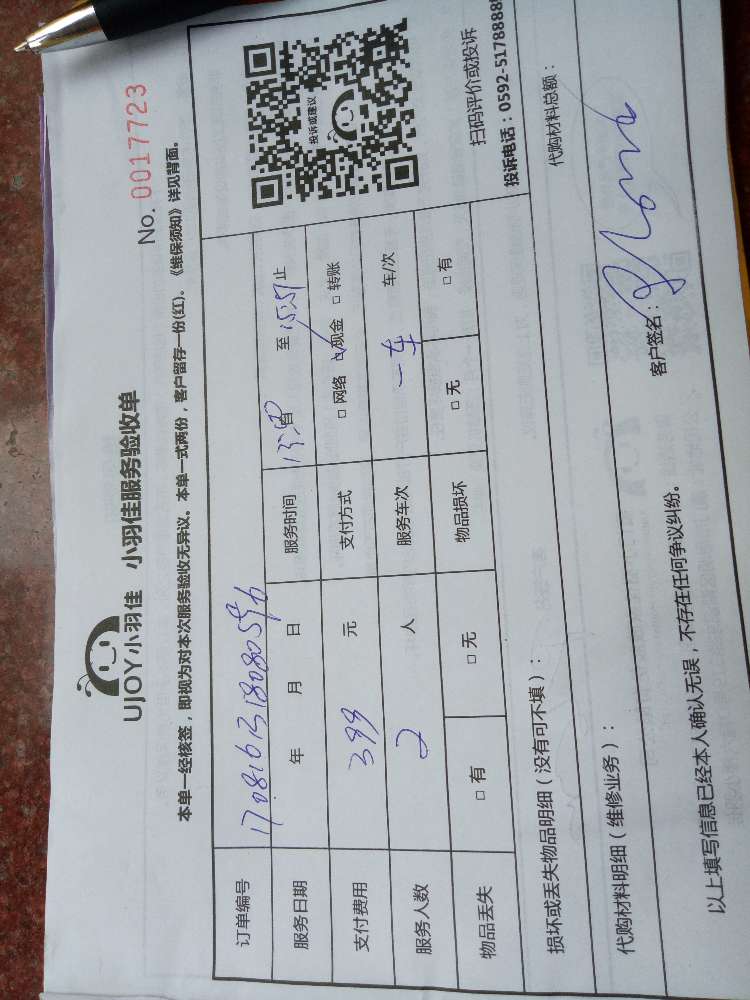 UJOY小羽佳 小羽佳服务验收单
No. 0017723
本单一经核签，即视为对本次服务验收无异议。本单一式两份，客户留存一份(红)。《维保须知》详见背面。
订单编号
服务日期 年 月 日 服务时间 自 至 15:51 止
支付费用 399 元 支付方式 □ 网络 ☑ 现金 □ 转账
服务人数 2 人 服务车次 一车 车/次
物品丢失 □ 有 □ 无 物品损坏 □ 无 □ 有
投诉或建议
扫码评价或投诉
投诉电话：0592-5178888
损坏或丢失物品明细（没有可不填）：
代购材料明细（维修业务）： 代购材料总额：
以上填写信息已经本人确认无误，不存在任何争议纠纷。 客户签名：